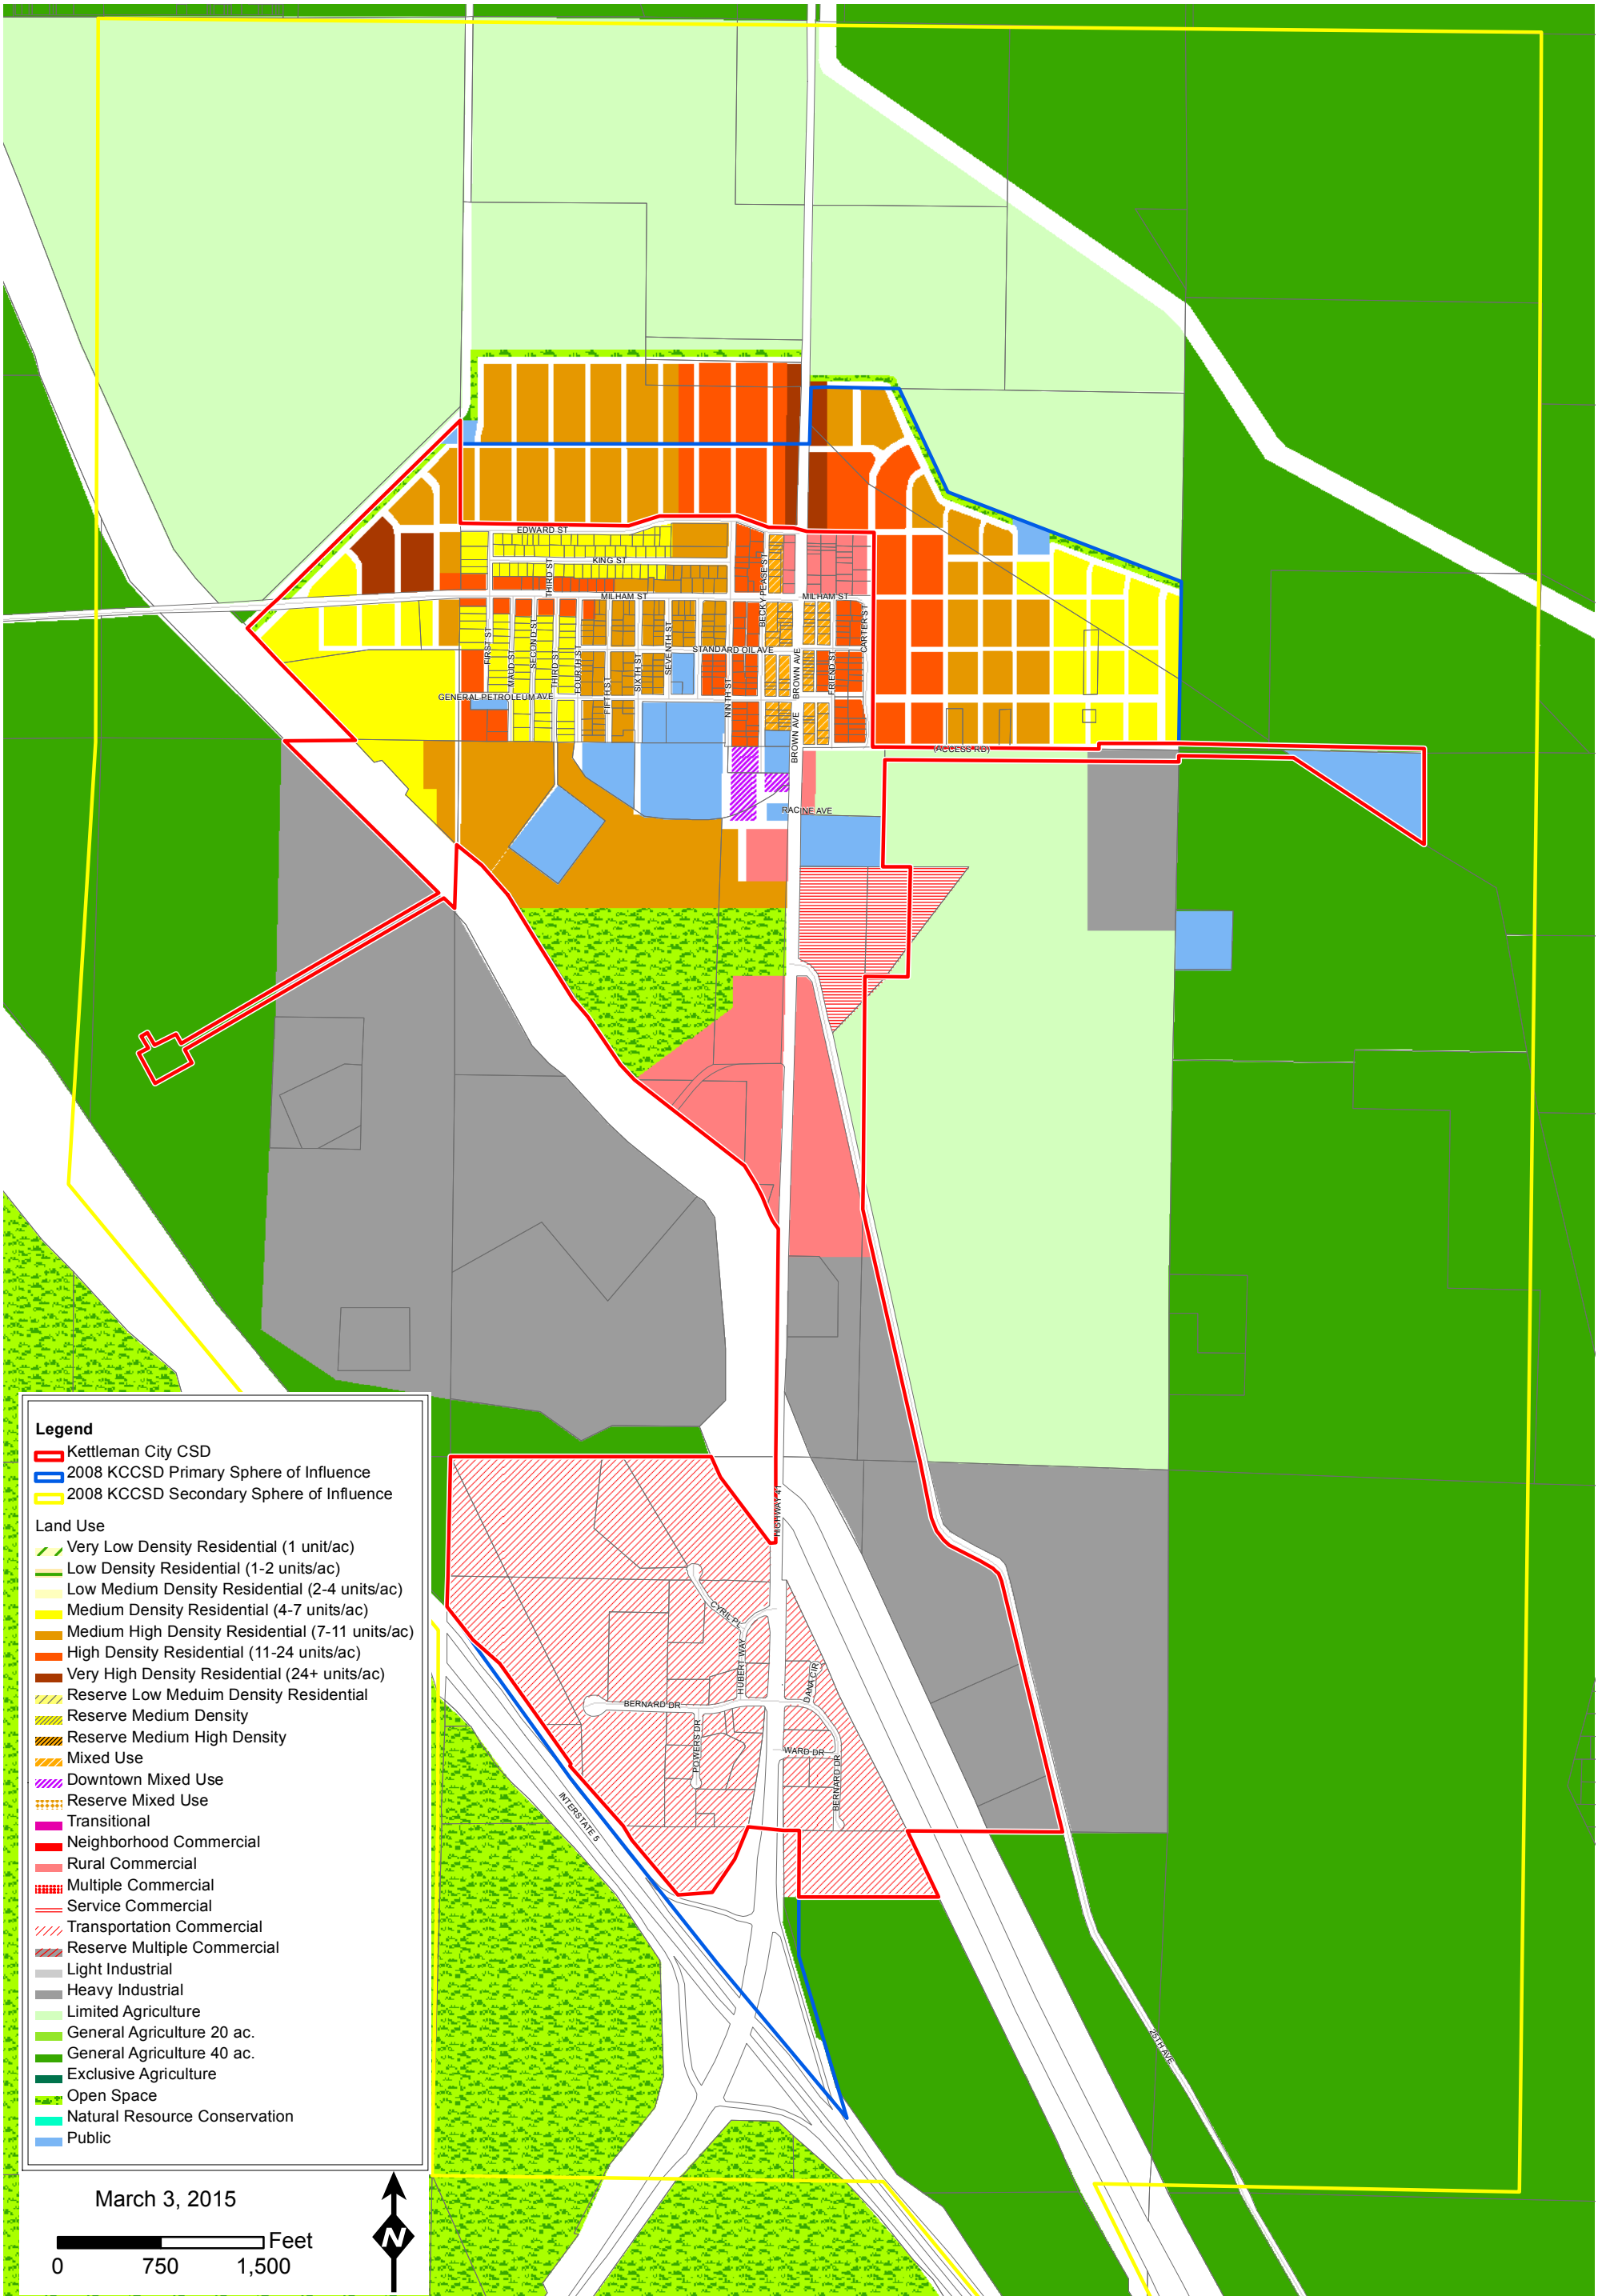 EDWARD ST
KING ST
THIRD ST
BECKY PEASE ST
MILHAM ST
MILHAM ST
CARTER ST
FIRST ST
MAUD ST
SECOND ST
THIRD ST
FOURTH ST
FIFTH ST
SIXTH ST
SEVENTH ST
STANDARD OIL AVE
NINTH ST
BROWN AVE
FRIEND ST
GENERAL PETROLEUM AVE
BROWN AVE
(ACCESS RD)
RACINE AVE
HIGHWAY 41
CYRIL PL
HUBERT WAY
DANA CIR
BERNARD DR
POWERS DR
WARD DR
BERNARD DR
INTERSTATE 5
25TH AVE
Legend
Kettleman City CSD
2008 KCCSD Primary Sphere of Influence
2008 KCCSD Secondary Sphere of Influence
Land Use
Very Low Density Residential (1 unit/ac)
Low Density Residential (1-2 units/ac)
Low Medium Density Residential (2-4 units/ac)
Medium Density Residential (4-7 units/ac)
Medium High Density Residential (7-11 units/ac)
High Density Residential (11-24 units/ac)
Very High Density Residential (24+ units/ac)
Reserve Low Meduim Density Residential
Reserve Medium Density
Reserve Medium High Density
Mixed Use
Downtown Mixed Use
Reserve Mixed Use
Transitional
Neighborhood Commercial
Rural Commercial
Multiple Commercial
Service Commercial
Transportation Commercial
Reserve Multiple Commercial
Light Industrial
Heavy Industrial
Limited Agriculture
General Agriculture 20 ac.
General Agriculture 40 ac.
Exclusive Agriculture
Open Space
Natural Resource Conservation
Public
March 3, 2015
Feet
0 750 1,500
N